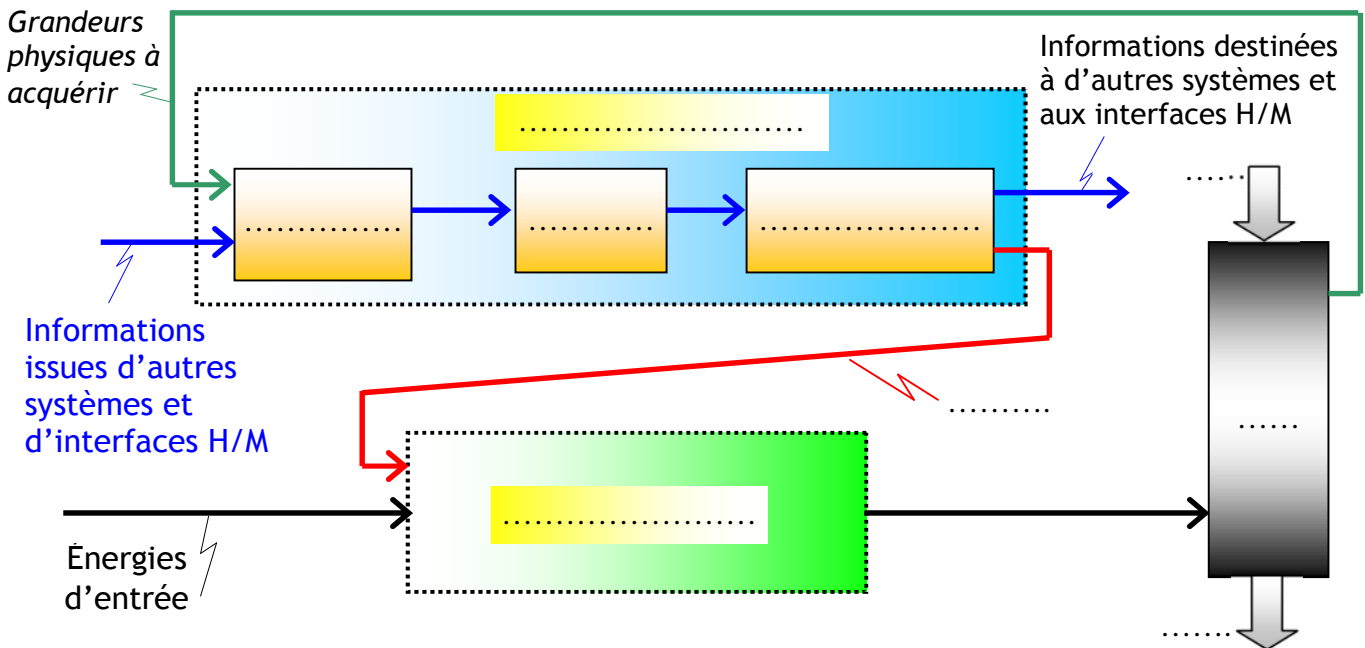 Grandeurs
physiques à
acquérir
Informations destinées
à d’autres systèmes et
aux interfaces H/M
............................
.......
...............
............
.....................
Informations
issues d’autres
systèmes et
d’interfaces H/M
..........
......
.........................
Énergies
d’entrée
.......